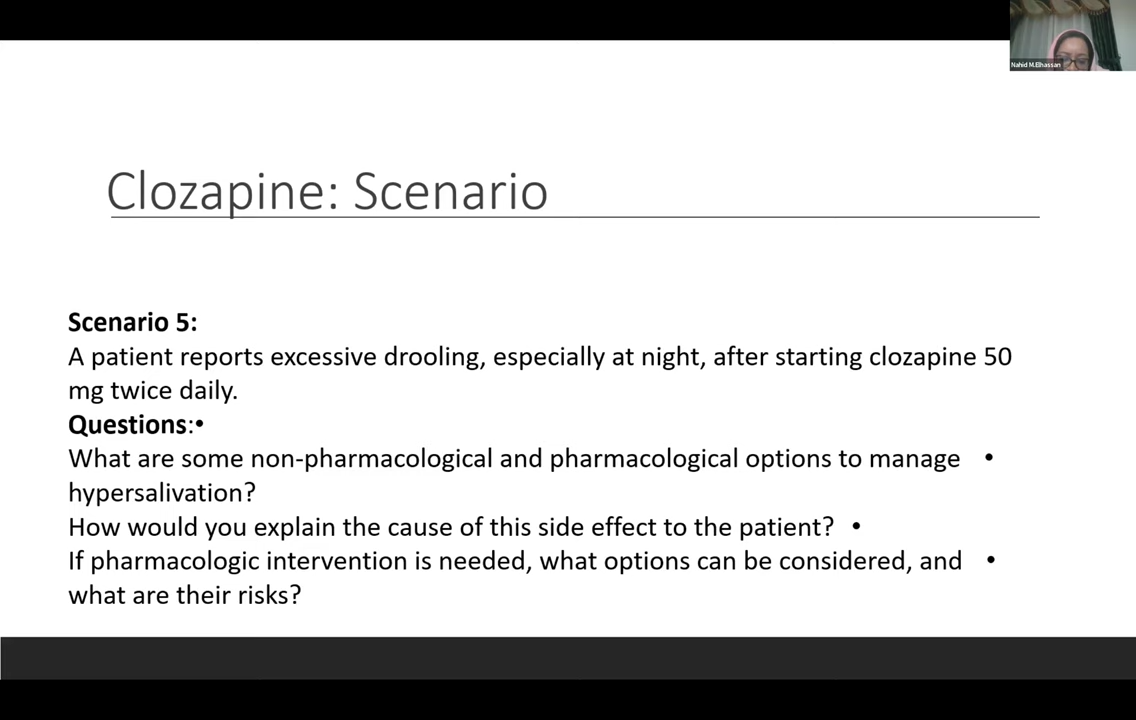 Nahid M.Elhassan
Clozapine: Scenario
Scenario 5:
A patient reports excessive drooling, especially at night, after starting clozapine 50
mg twice daily.
Questions:•
What are some non-pharmacological and pharmacological options to manage •
hypersalivation?
How would you explain the cause of this side effect to the patient? •
If pharmacologic intervention is needed, what options can be considered, and •
what are their risks?